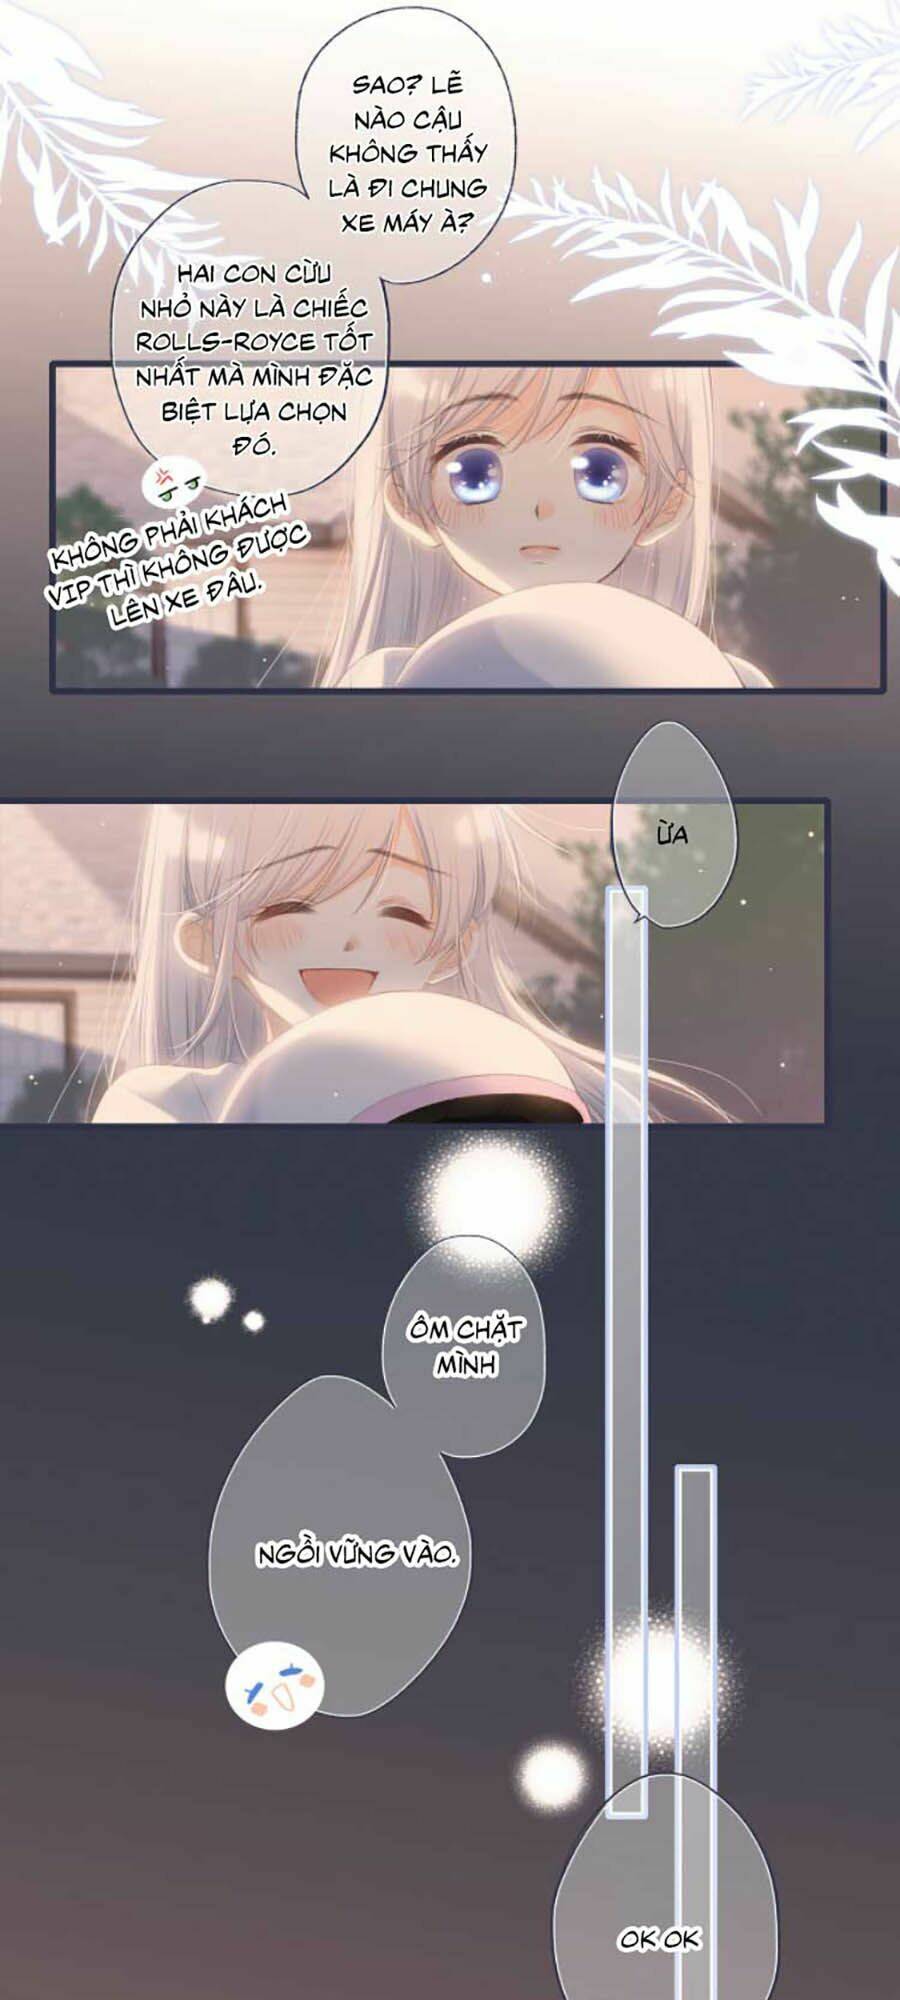 SAO? LẼ
NÀO CẬU
KHÔNG THẤY
LÀ ĐI CHUNG
XE MÁY À?
HAI CON CỪU
NHỎ NÀY LÀ CHIẾC
ROLLS-ROYCE TỐT
NHẤT MÀ MÌNH ĐẶC
BIỆT LỰA CHỌN
ĐÓ.
KHÔNG PHẢI KHÁCH
VIP THÌ KHÔNG ĐƯỢC
LÊN XE ĐÂU.
ỪA
ÔM CHẶT
MÌNH
NGỒI VỮNG VÀO.
OK OK